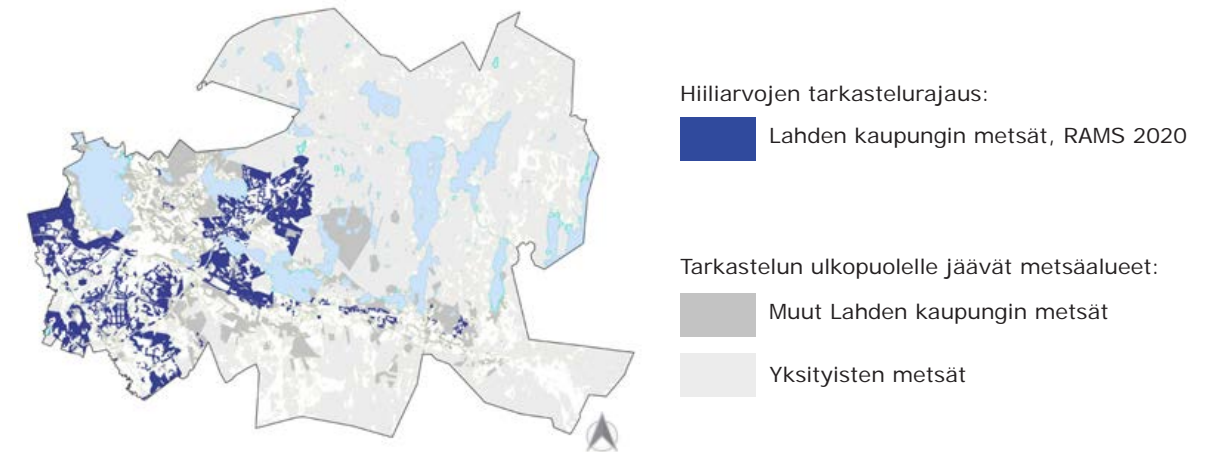 Hiiliarvojen tarkastelurajaus:
Lahden kaupungin metsät, RAMS 2020
Tarkastelun ulkopuolelle jäävät metsäalueet:
Muut Lahden kaupungin metsät
Yksityisten metsät